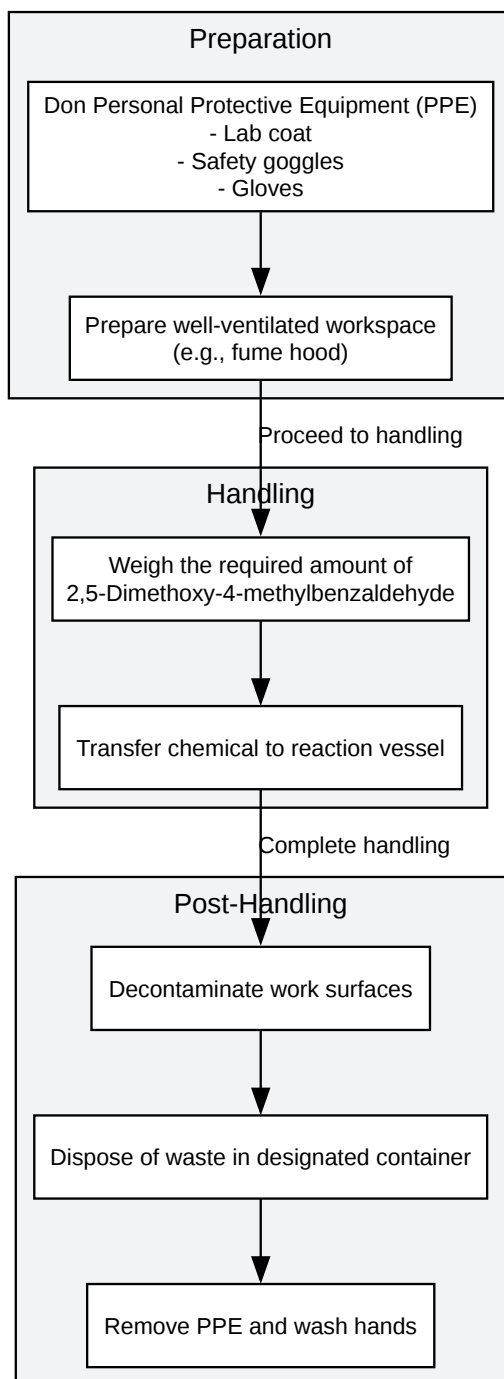 Preparation
Don Personal Protective Equipment (PPE)
- Lab coat
- Safety goggles
- Gloves
Prepare well-ventilated workspace
(e.g., fume hood)
Proceed to handling
Handling
Weigh the required amount of
2,5-Dimethoxy-4-methylbenzaldehyde
Transfer chemical to reaction vessel
Complete handling
Post-Handling
Decontaminate work surfaces
Dispose of waste in designated container
Remove PPE and wash hands